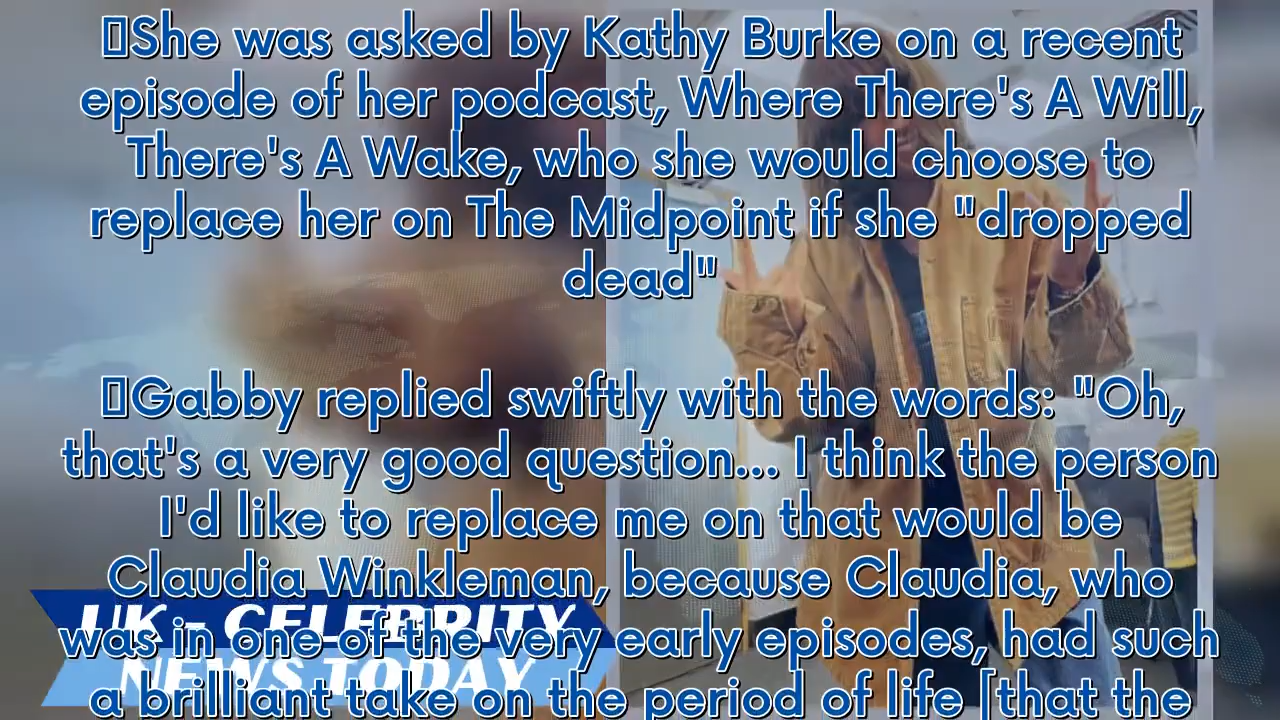 She was asked by Kathy Burke on a recent
episode of her podcast, Where There's A Will,
There's A Wake, who she would choose to
replace her on The Midpoint if she "dropped
dead"
Gabby replied swiftly with the words: "Oh,
that's a very good question... I think the person
I'd like to replace me on that would be
Claudia Winkleman, because Claudia, who
was in one of the very early episodes, had such
a brilliant take on the period of life [that the
UK - CELEBRITY
NEWS TODAY